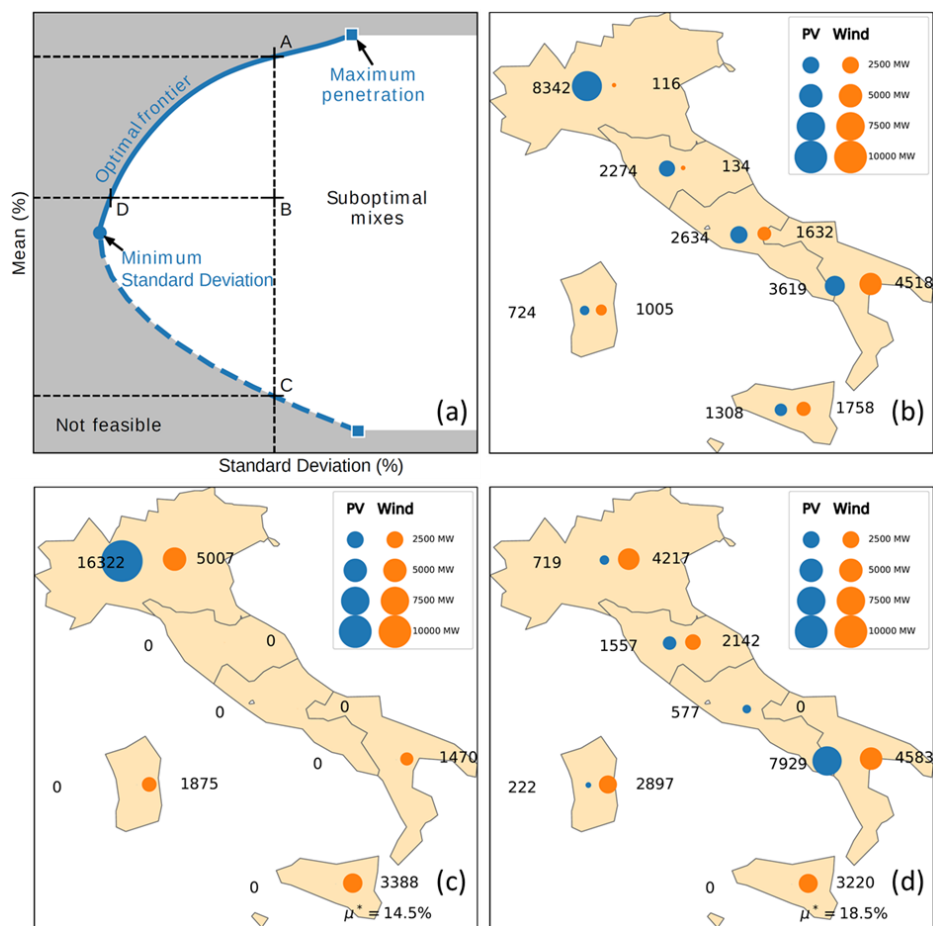 A
Maximum
penetration
Optimal frontier
D
B
Suboptimal
mixes
Minimum
Standard Deviation
C
Not feasible
(a)
Mean (%)
Standard Deviation (%)
PV Wind
2500 MW
5000 MW
7500 MW
10000 MW
8342 116
2274 134
2634 1632
3619 4518
724 1005
1308 1758
(b)
PV Wind
2500 MW
5000 MW
7500 MW
10000 MW
16322 5007
0 0
0 0
0 1470
0 1875
0 3388
(c)
μ* = 14.5%
PV Wind
2500 MW
5000 MW
7500 MW
10000 MW
719 4217
1557 2142
577 0
7929 4583
222 2897
0 3220
(d)
μ* = 18.5%